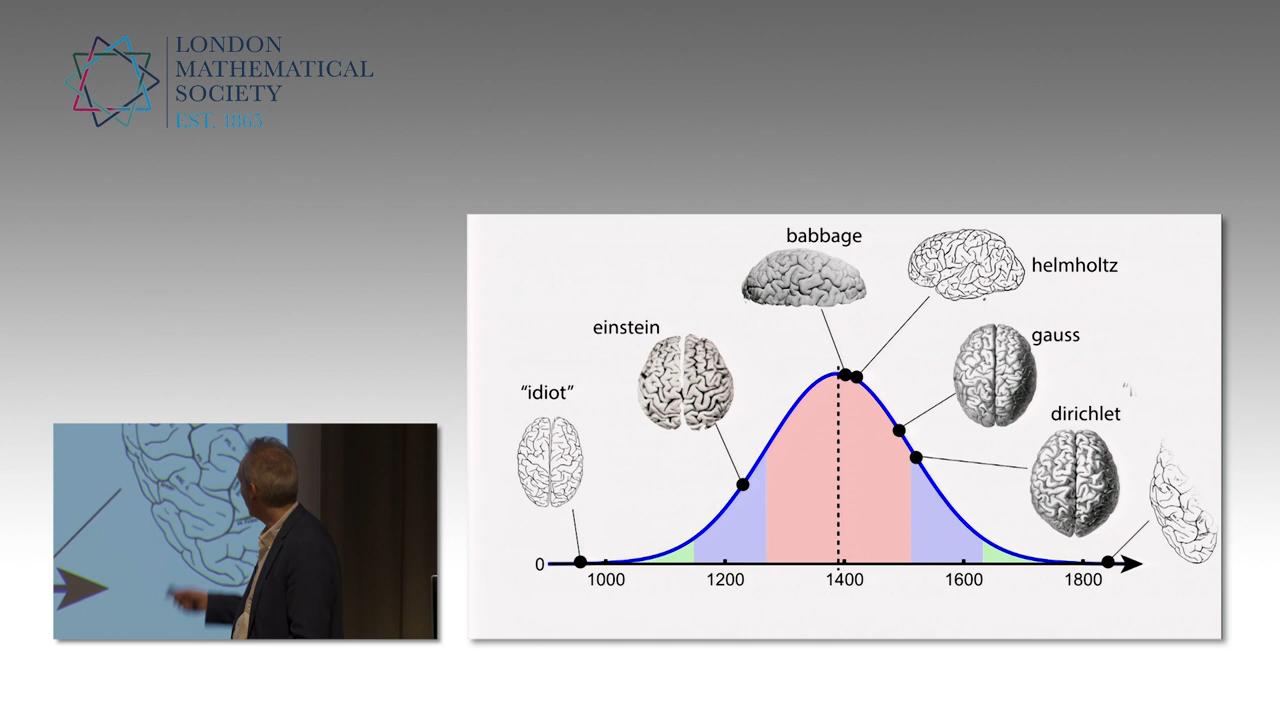 LONDON
MATHEMATICAL
SOCIETY
EST. 1865
babbage
helmholtz
einstein
gauss
"idiot"
dirichlet
0
1000 1200 1400 1600 1800